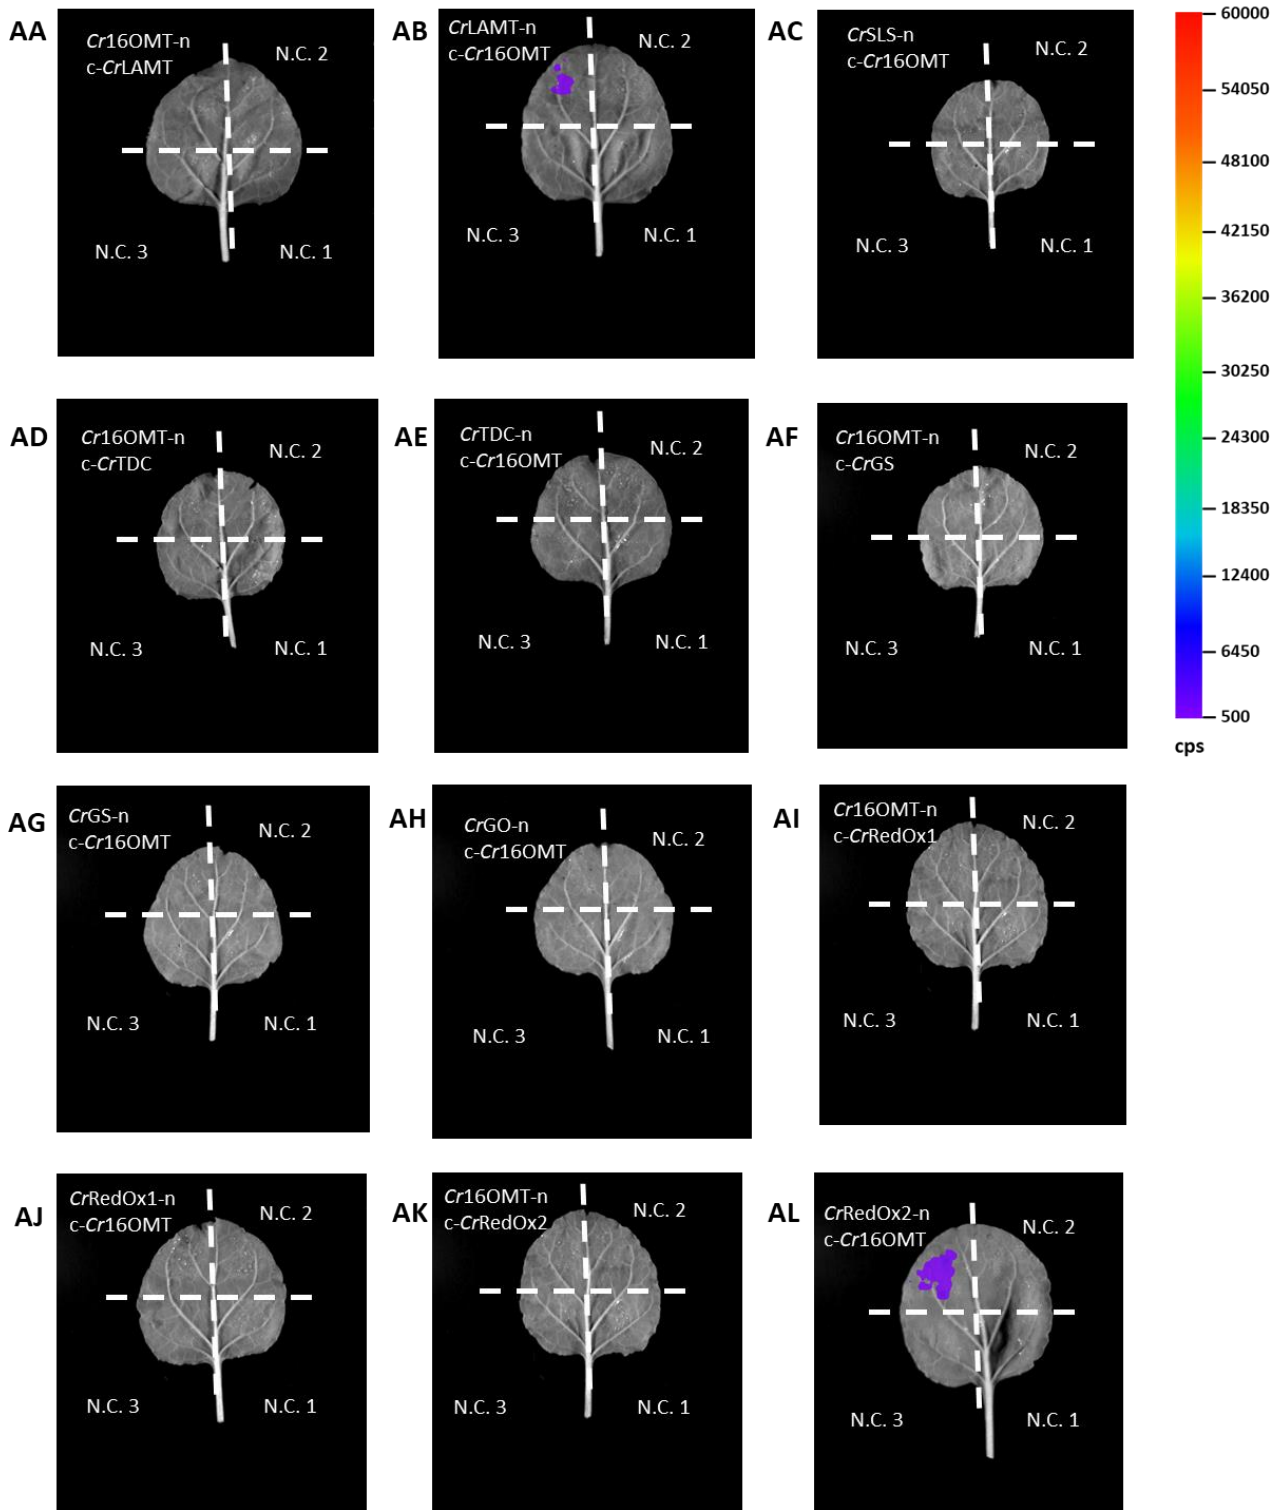 AA
Cr16OMT-n
c-CrLAMT
N.C. 2
N.C. 3
N.C. 1
AB
CrLAMT-n
c-Cr16OMT
N.C. 2
N.C. 3
N.C. 1
AC
CrSLS-n
c-Cr16OMT
N.C. 2
N.C. 3
N.C. 1
60000
54050
48100
42150
36200
30250
24300
18350
12400
6450
500
cps
AD
Cr16OMT-n
c-CrTDC
N.C. 2
N.C. 3
N.C. 1
AE
CrTDC-n
c-Cr16OMT
N.C. 2
N.C. 3
N.C. 1
AF
Cr16OMT-n
c-CrGS
N.C. 2
N.C. 3
N.C. 1
AG
CrGS-n
c-Cr16OMT
N.C. 2
N.C. 3
N.C. 1
AH
CrGO-n
c-Cr16OMT
N.C. 2
N.C. 3
N.C. 1
AI
Cr16OMT-n
c-CrRedOx1
N.C. 2
N.C. 3
N.C. 1
AJ
CrRedOx1-n
c-Cr16OMT
N.C. 2
N.C. 3
N.C. 1
AK
Cr16OMT-n
c-CrRedOx2
N.C. 2
N.C. 3
N.C. 1
AL
CrRedOx2-n
c-Cr16OMT
N.C. 2
N.C. 3
N.C. 1